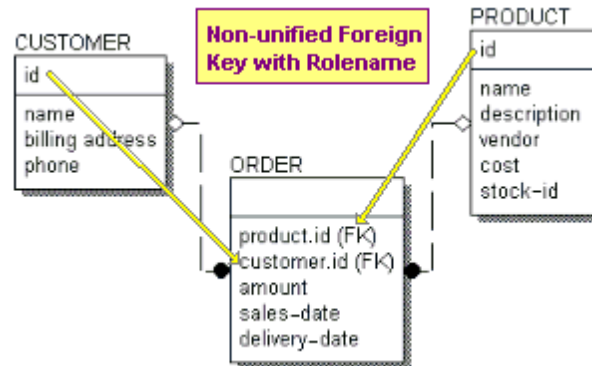 CUSTOMER
id
name
billing address
phone
Non-unified Foreign
Key with Rolename
PRODUCT
id
name
description
vendor
cost
stock-id
ORDER
product.id (FK)
customer.id (FK)
amount
sales-date
delivery-date